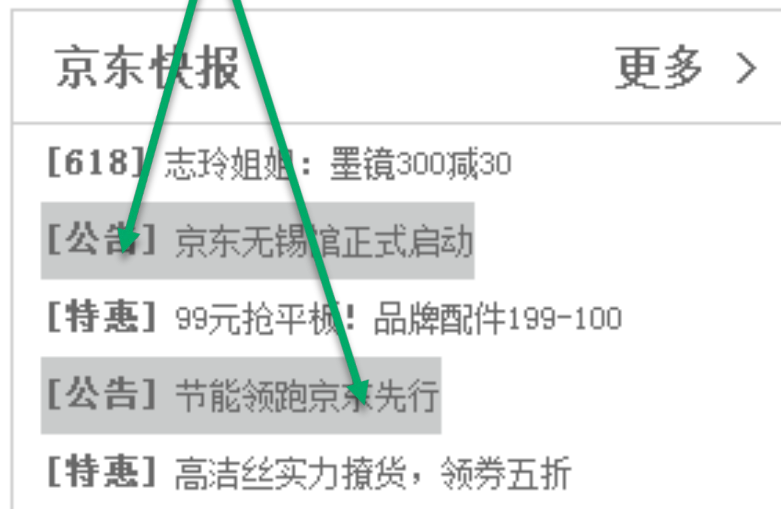 京东快报 更多 >
[618] 志玲姐姐：墨镜300减30
[公告] 京东无锡馆正式启动
[特惠] 99元抢平板！品牌配件199-100
[公告] 节能领跑京东先行
[特惠] 高洁丝实力撩货，领券五折